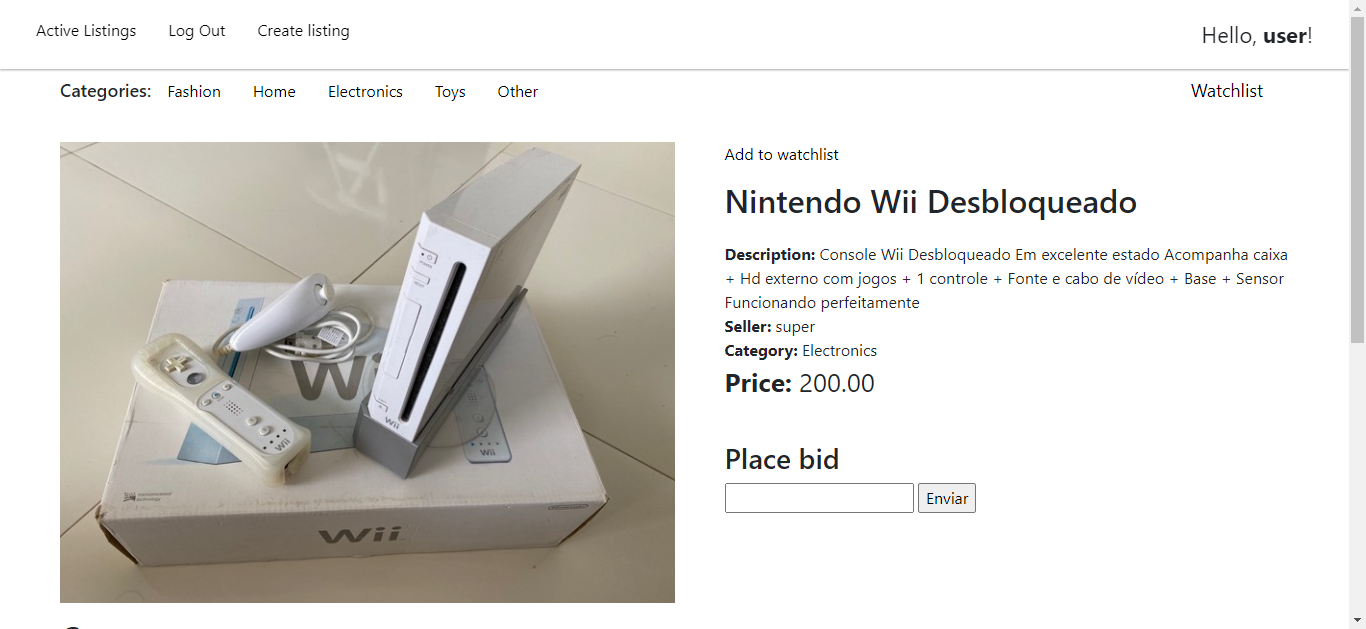 Active Listings Log Out Create listing Hello, user!
Categories: Fashion Home Electronics Toys Other Watchlist
Add to watchlist
Nintendo Wii Desbloqueado
Description: Console Wii Desbloqueado Em excelente estado Acompanha caixa
+ Hd externo com jogos + 1 controle + Fonte e cabo de vídeo + Base + Sensor
Funcionando perfeitamente
Seller: super
Category: Electronics
Price: 200.00
Place bid
Enviar
Wii
Wii
Wii
Wii
Wii
Nintendo